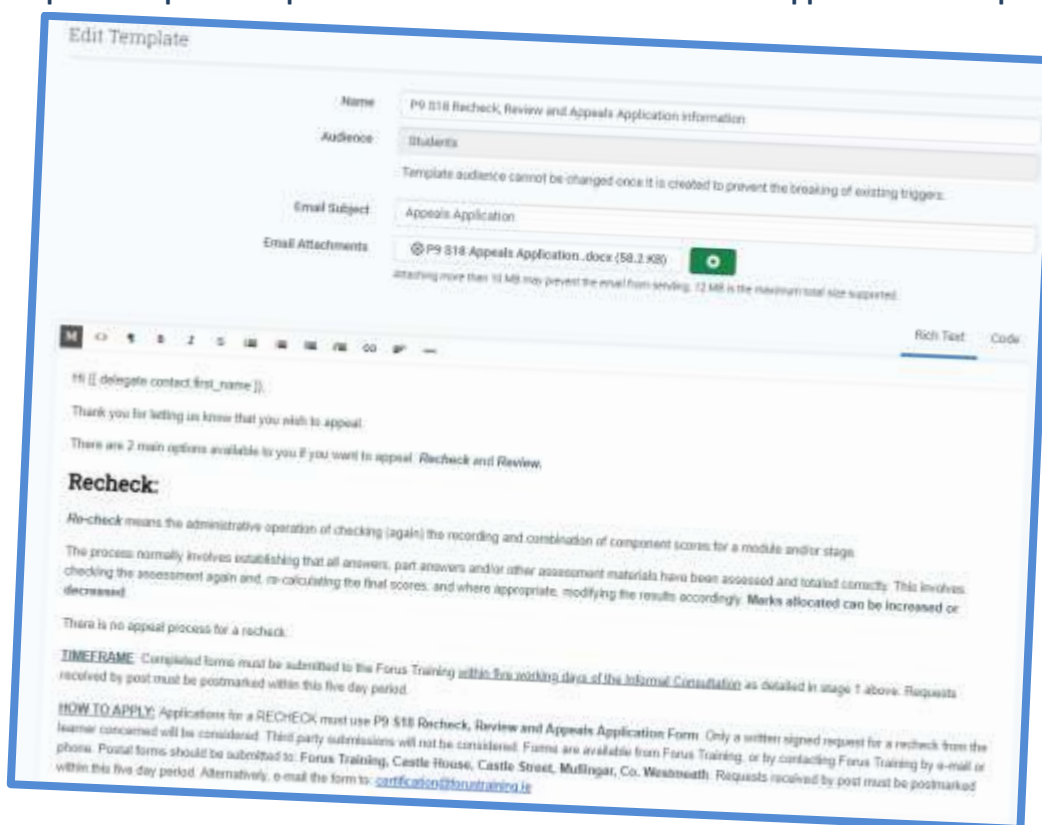 Edit Template
Name
P9 S18 Recheck, Review and Appeals Application Information
Audience
Students
Template audience cannot be changed once it is created to prevent the breaking of existing triggers.
Email Subject
Appeals Application
Email Attachments
P9 S18 Appeals Application..docx (58.2 KB)
Attaching more than 10 MB may prevent the email from sending. 12 MB is the maximum total size supported.
Rich Text Code
M <> ¶ B I S
Hi {{ delegate.contact.first_name }},
Thank you for letting us know that you wish to appeal.
There are 2 main options available to you if you want to appeal. Recheck and Review.
Recheck:
Re-check means the administrative operation of checking (again) the recording and combination of component scores for a module and/or stage.
The process normally involves establishing that all answers, part answers and/or other assessment materials have been assessed and totaled correctly. This involves
checking the assessment again and, re-calculating the final scores, and where appropriate, modifying the results accordingly. Marks allocated can be increased or
decreased.
There is no appeal process for a recheck.
TIMEFRAME: Completed forms must be submitted to the Forus Training within five working days of the Informal Consultation as detailed in stage 1 above. Requests
received by post must be postmarked within this five day period.
HOW TO APPLY: Applications for a RECHECK must use P9 S18 Recheck, Review and Appeals Application Form. Only a written signed request for a recheck from the
learner concerned will be considered. Third party submissions will not be considered. Forms are available from Forus Training, or by contacting Forus Training by e-mail or
phone. Postal forms should be submitted to: Forus Training, Castle House, Castle Street, Mullingar, Co. Westmeath. Requests received by post must be postmarked
within this five day period. Alternatively, e-mail the form to: certification@forustraining.ie